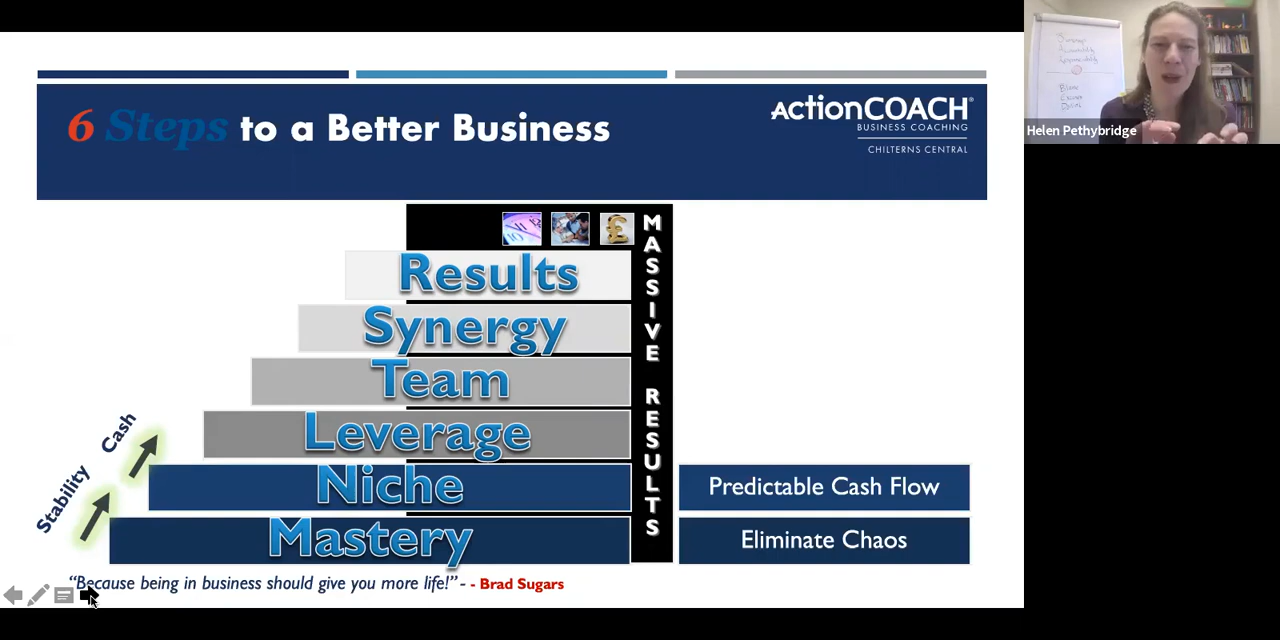 6 Steps to a Better Business
ActionCOACH®
BUSINESS COACHING
CHILTERNS CENTRAL
MASSIVE RESULTS
Results
Synergy
Team
Leverage
Niche
Mastery
Cash
Stability
Predictable Cash Flow
Eliminate Chaos
“Because being in business should give you more life!” - - Brad Sugars
Helen Pethybridge